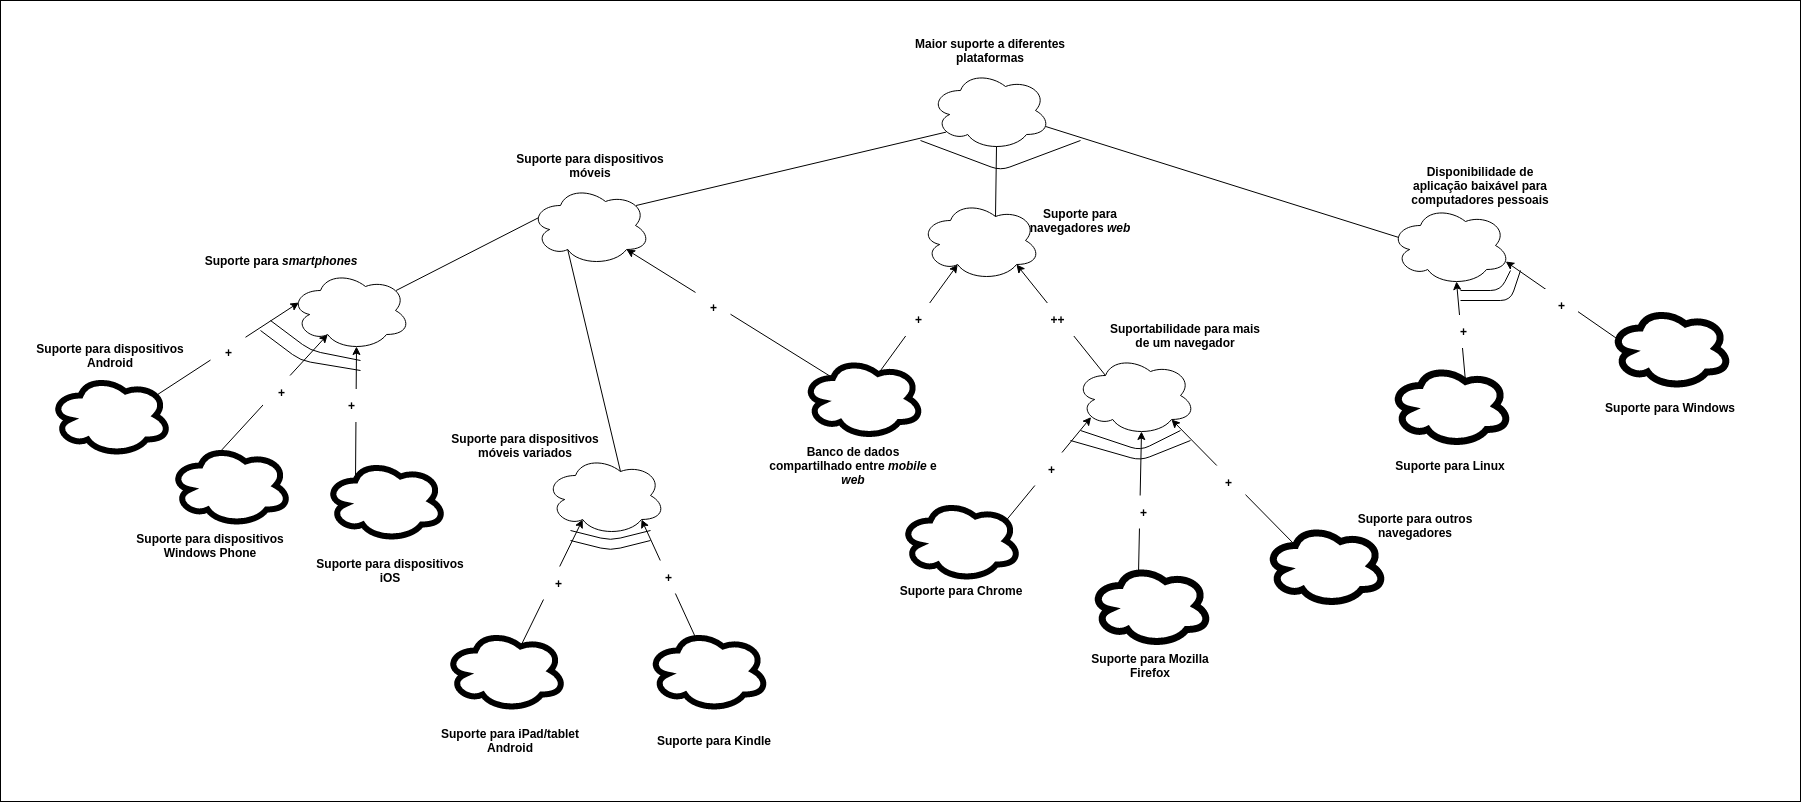 Maior suporte a diferentes
plataformas
Suporte para dispositivos
móveis
Disponibilidade de
aplicação baixável para
computadores pessoais
Suporte para
navegadores web
Suporte para smartphones
+
+
++
+
Suportabilidade para mais
de um navegador
+
Suporte para dispositivos
Android
+
+
+
Suporte para Windows
Suporte para dispositivos
móveis variados
Banco de dados
compartilhado entre mobile e
web
Suporte para Linux
+
+
+
Suporte para outros
navegadores
Suporte para dispositivos
Windows Phone
Suporte para dispositivos
iOS
+
+
Suporte para Chrome
Suporte para Mozilla
Firefox
Suporte para iPad/tablet
Android
Suporte para Kindle